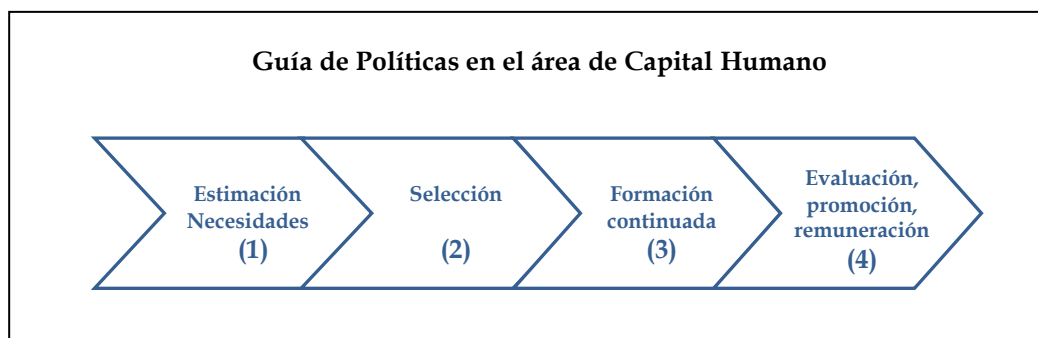 Guía de Políticas en el área de Capital Humano
Estimación
Necesidades
(1)
Selección
(2)
Formación
continuada
(3)
Evaluación,
promoción,
remuneración
(4)